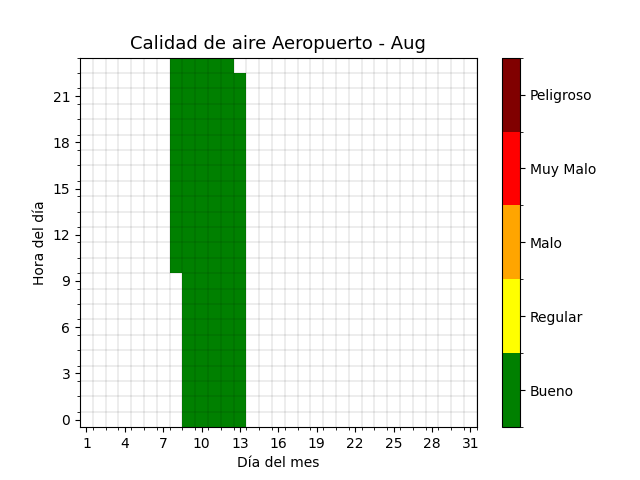 Calidad de aire Aeropuerto - Aug
Hora del día
21
18
15
12
9
6
3
0
1 4 7 10 13 16 19 22 25 28 31
Día del mes
Peligroso
Muy Malo
Malo
Regular
Bueno